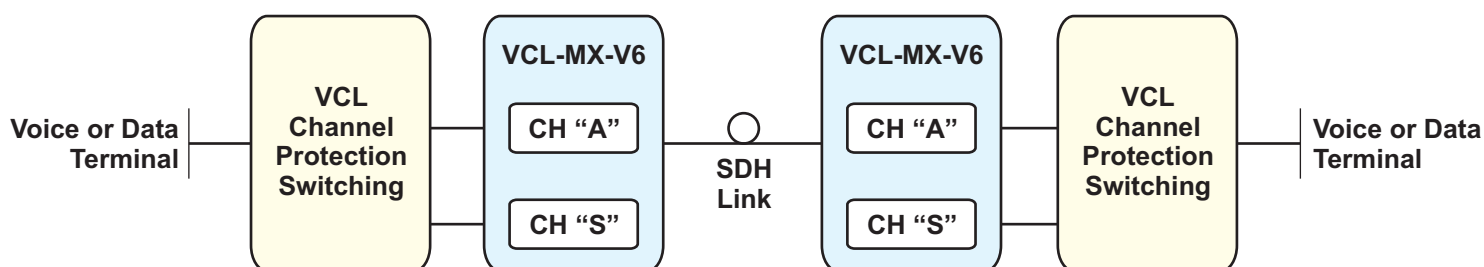 Voice or Data
Terminal
VCL
Channel
Protection
Switching
VCL-MX-V6
CH “A”
CH “S”
SDH
Link
VCL-MX-V6
CH “A”
CH “S”
VCL
Channel
Protection
Switching
Voice or Data
Terminal